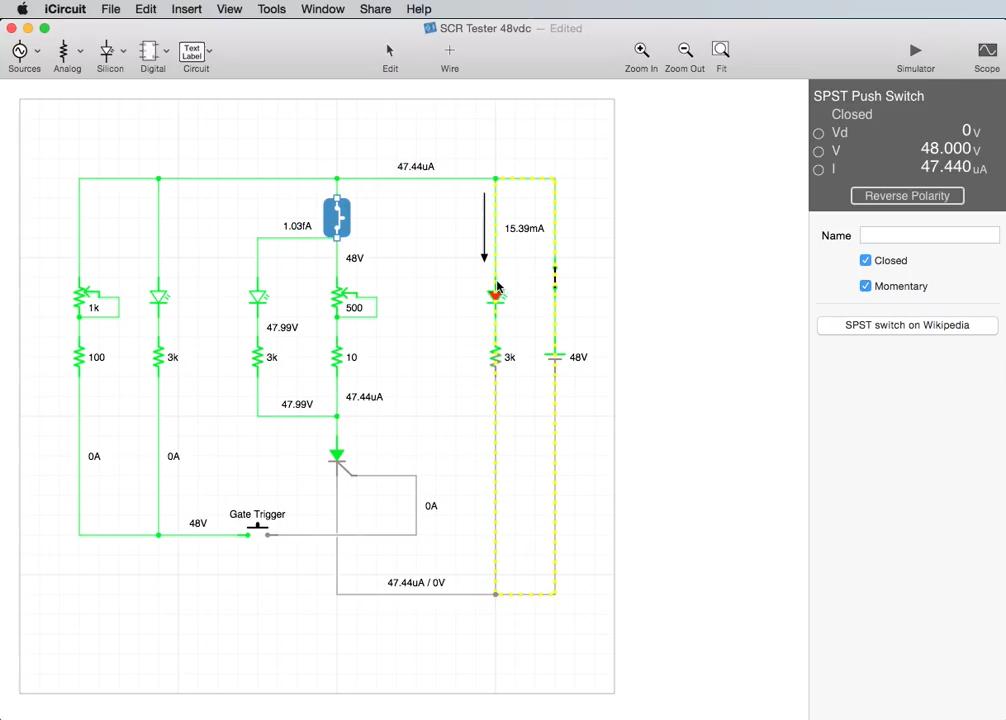 iCircuit File Edit Insert View Tools Window Share Help
SCR Tester 48vdc — Edited
Text
Label
Sources Analog Silicon Digital Circuit Edit Wire Zoom In Zoom Out Fit Simulator Scope
SPST Push Switch
Closed
Vd 0V
V 48.000V
I 47.440uA
Reverse Polarity
Name
Closed
Momentary
SPST switch on Wikipedia
47.44uA
1.03fA
15.39mA
48V
1k
500
47.99V
100
3k
3k
10
3k
48V
47.99V
47.44uA
0A
0A
0A
Gate Trigger
48V
47.44uA / 0V